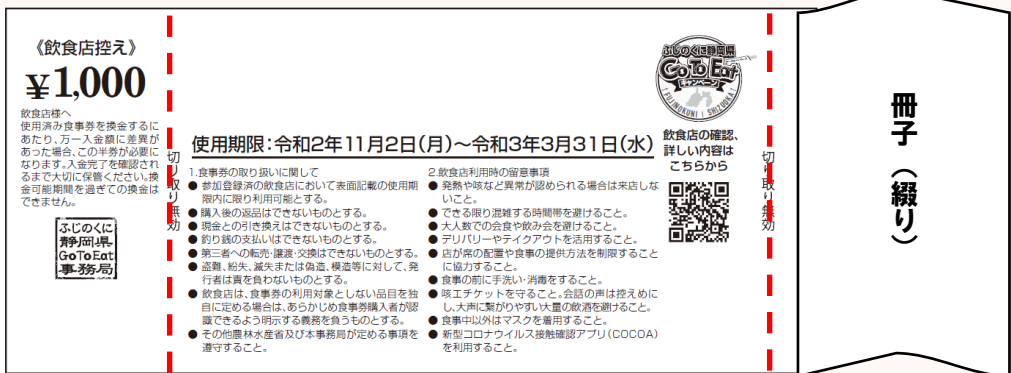 《飲食店控え》
¥1,000
飲食店様へ
使用済み食事券を換金するに
あたり、万一入金額に差異が
あった場合、この半券が必要に
なります。入金完了を確認され
るまで大切に保管ください。換
金可能期間を過ぎての換金は
できません。
ふじのくに
静岡県
GoToEat
事務局
切り取り無効
使用期限:令和2年11月2日(月)~令和3年3月31日(水)
1.食事券の取り扱いに関して
● 参加登録済の飲食店において表面記載の使用期
限内に限り利用可能とする。
● 購入後の返品はできないものとする。
● 現金との引き換えはできないものとする。
● 釣り銭の支払いはできないものとする。
● 第三者への転売・譲渡・交換はできないものとする。
● 盗難、紛失、滅失または偽造、模造等に対して、発
行者は責を負わないものとする。
● 飲食店は、食事券の利用対象としない品目を独
自に定める場合は、あらかじめ食事券購入者が認
識できるよう明示する義務を負うものとする。
● その他農林水産省及び本事務局が定める事項を
遵守すること。
2.飲食店利用時の留意事項
● 発熱や咳など異常が認められる場合は来店しな
いこと。
● できる限り混雑する時間帯を避けること。
● 大人数での会食や飲み会を避けること。
● デリバリーやテイクアウトを活用すること。
● 店が席の配置や食事の提供方法を制限すること
に協力すること。
● 食事の前に手洗い・消毒をすること。
● 咳エチケットを守ること。会話の声は控えめに
し、大声に繋がりやすい大量の飲酒を避けること。
● 食事中以外はマスクを着用すること。
● 新型コロナウイルス接触確認アプリ(COCOA)
を利用すること。
ふじのくに静岡県
GoToEat
キャンペーン
FUJINOKUNI SHIZUOKA
飲食店の確認、
詳しい内容は
こちらから
切り取り無効
冊子(綴り)